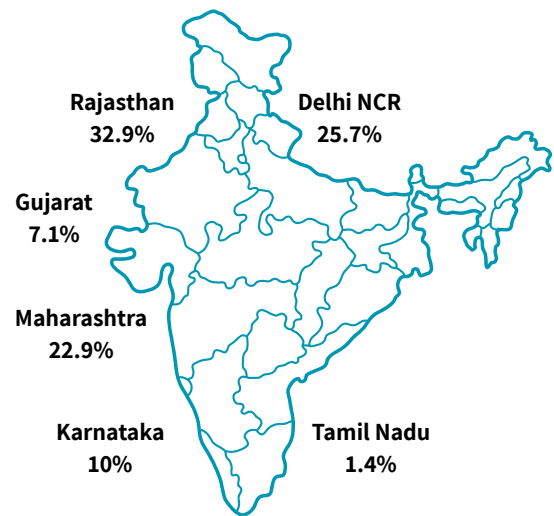 Rajasthan
32.9%
Delhi NCR
25.7%
Gujarat
7.1%
Maharashtra
22.9%
Karnataka
10%
Tamil Nadu
1.4%